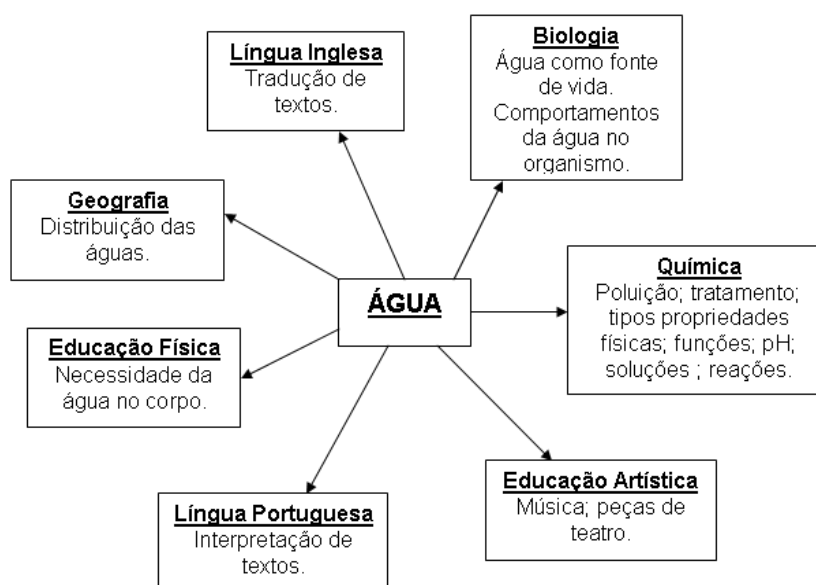 Língua Inglesa
Tradução de
textos.
Biologia
Água como fonte
de vida.
Comportamentos
da água no
organismo.
Geografia
Distribuição das
águas.
ÁGUA
Química
Poluição; tratamento;
tipos propriedades
físicas; funções; pH;
soluções ; reações.
Educação Física
Necessidade da
água no corpo.
Língua Portuguesa
Interpretação de
textos.
Educação Artística
Música; peças de
teatro.